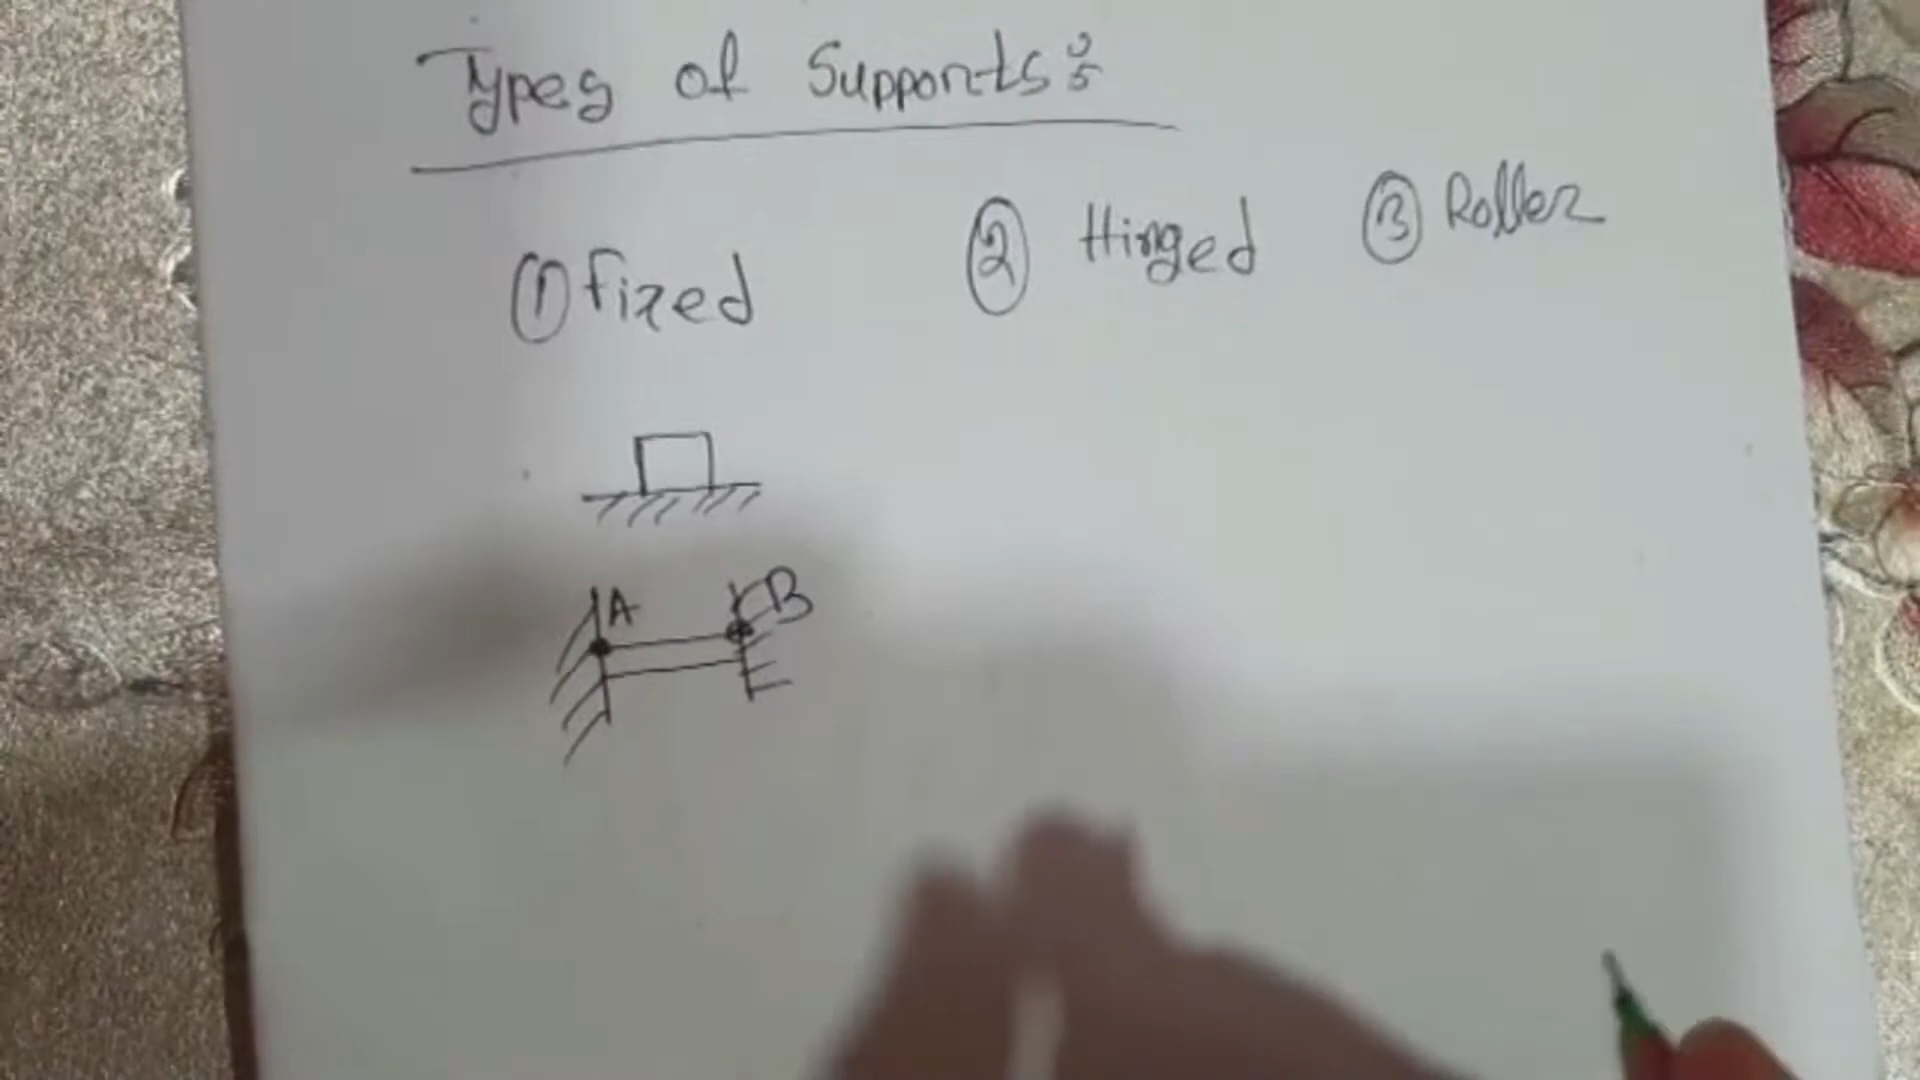 Types of Supports:
① fixed ② Hinged ③ Roller
A B